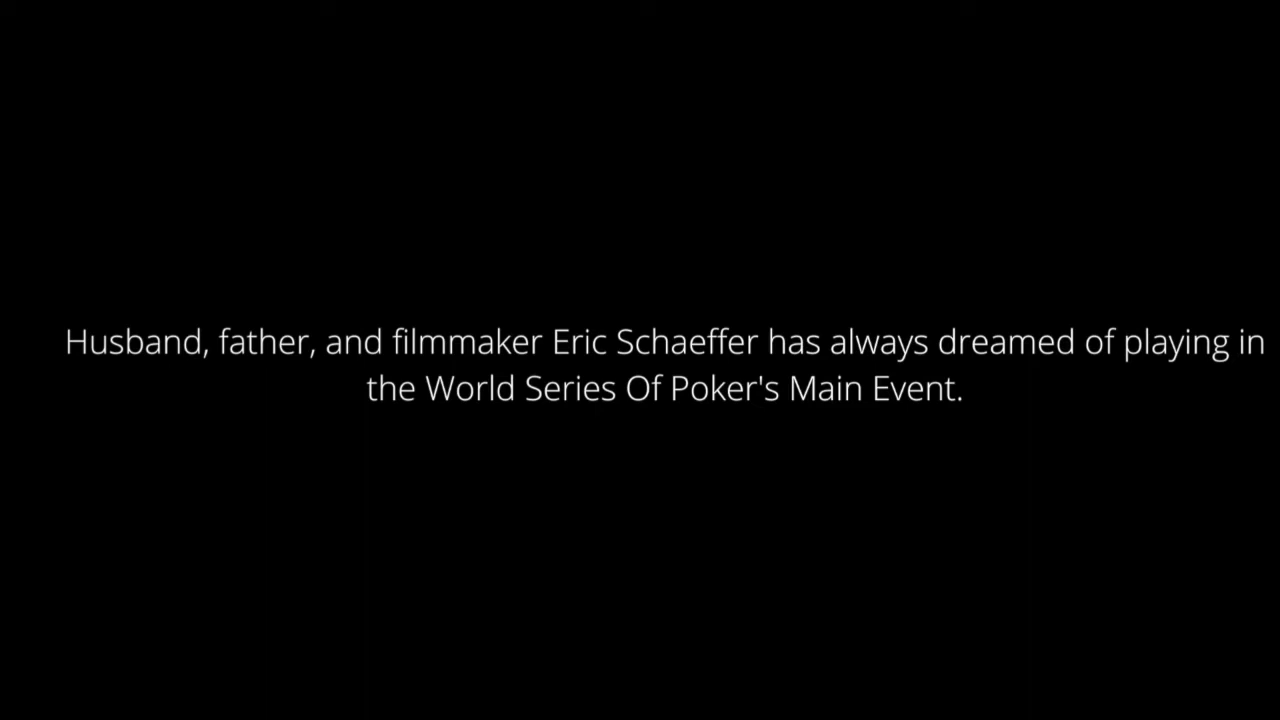 Husband, father, and filmmaker Eric Schaeffer has always dreamed of playing in
the World Series Of Poker's Main Event.